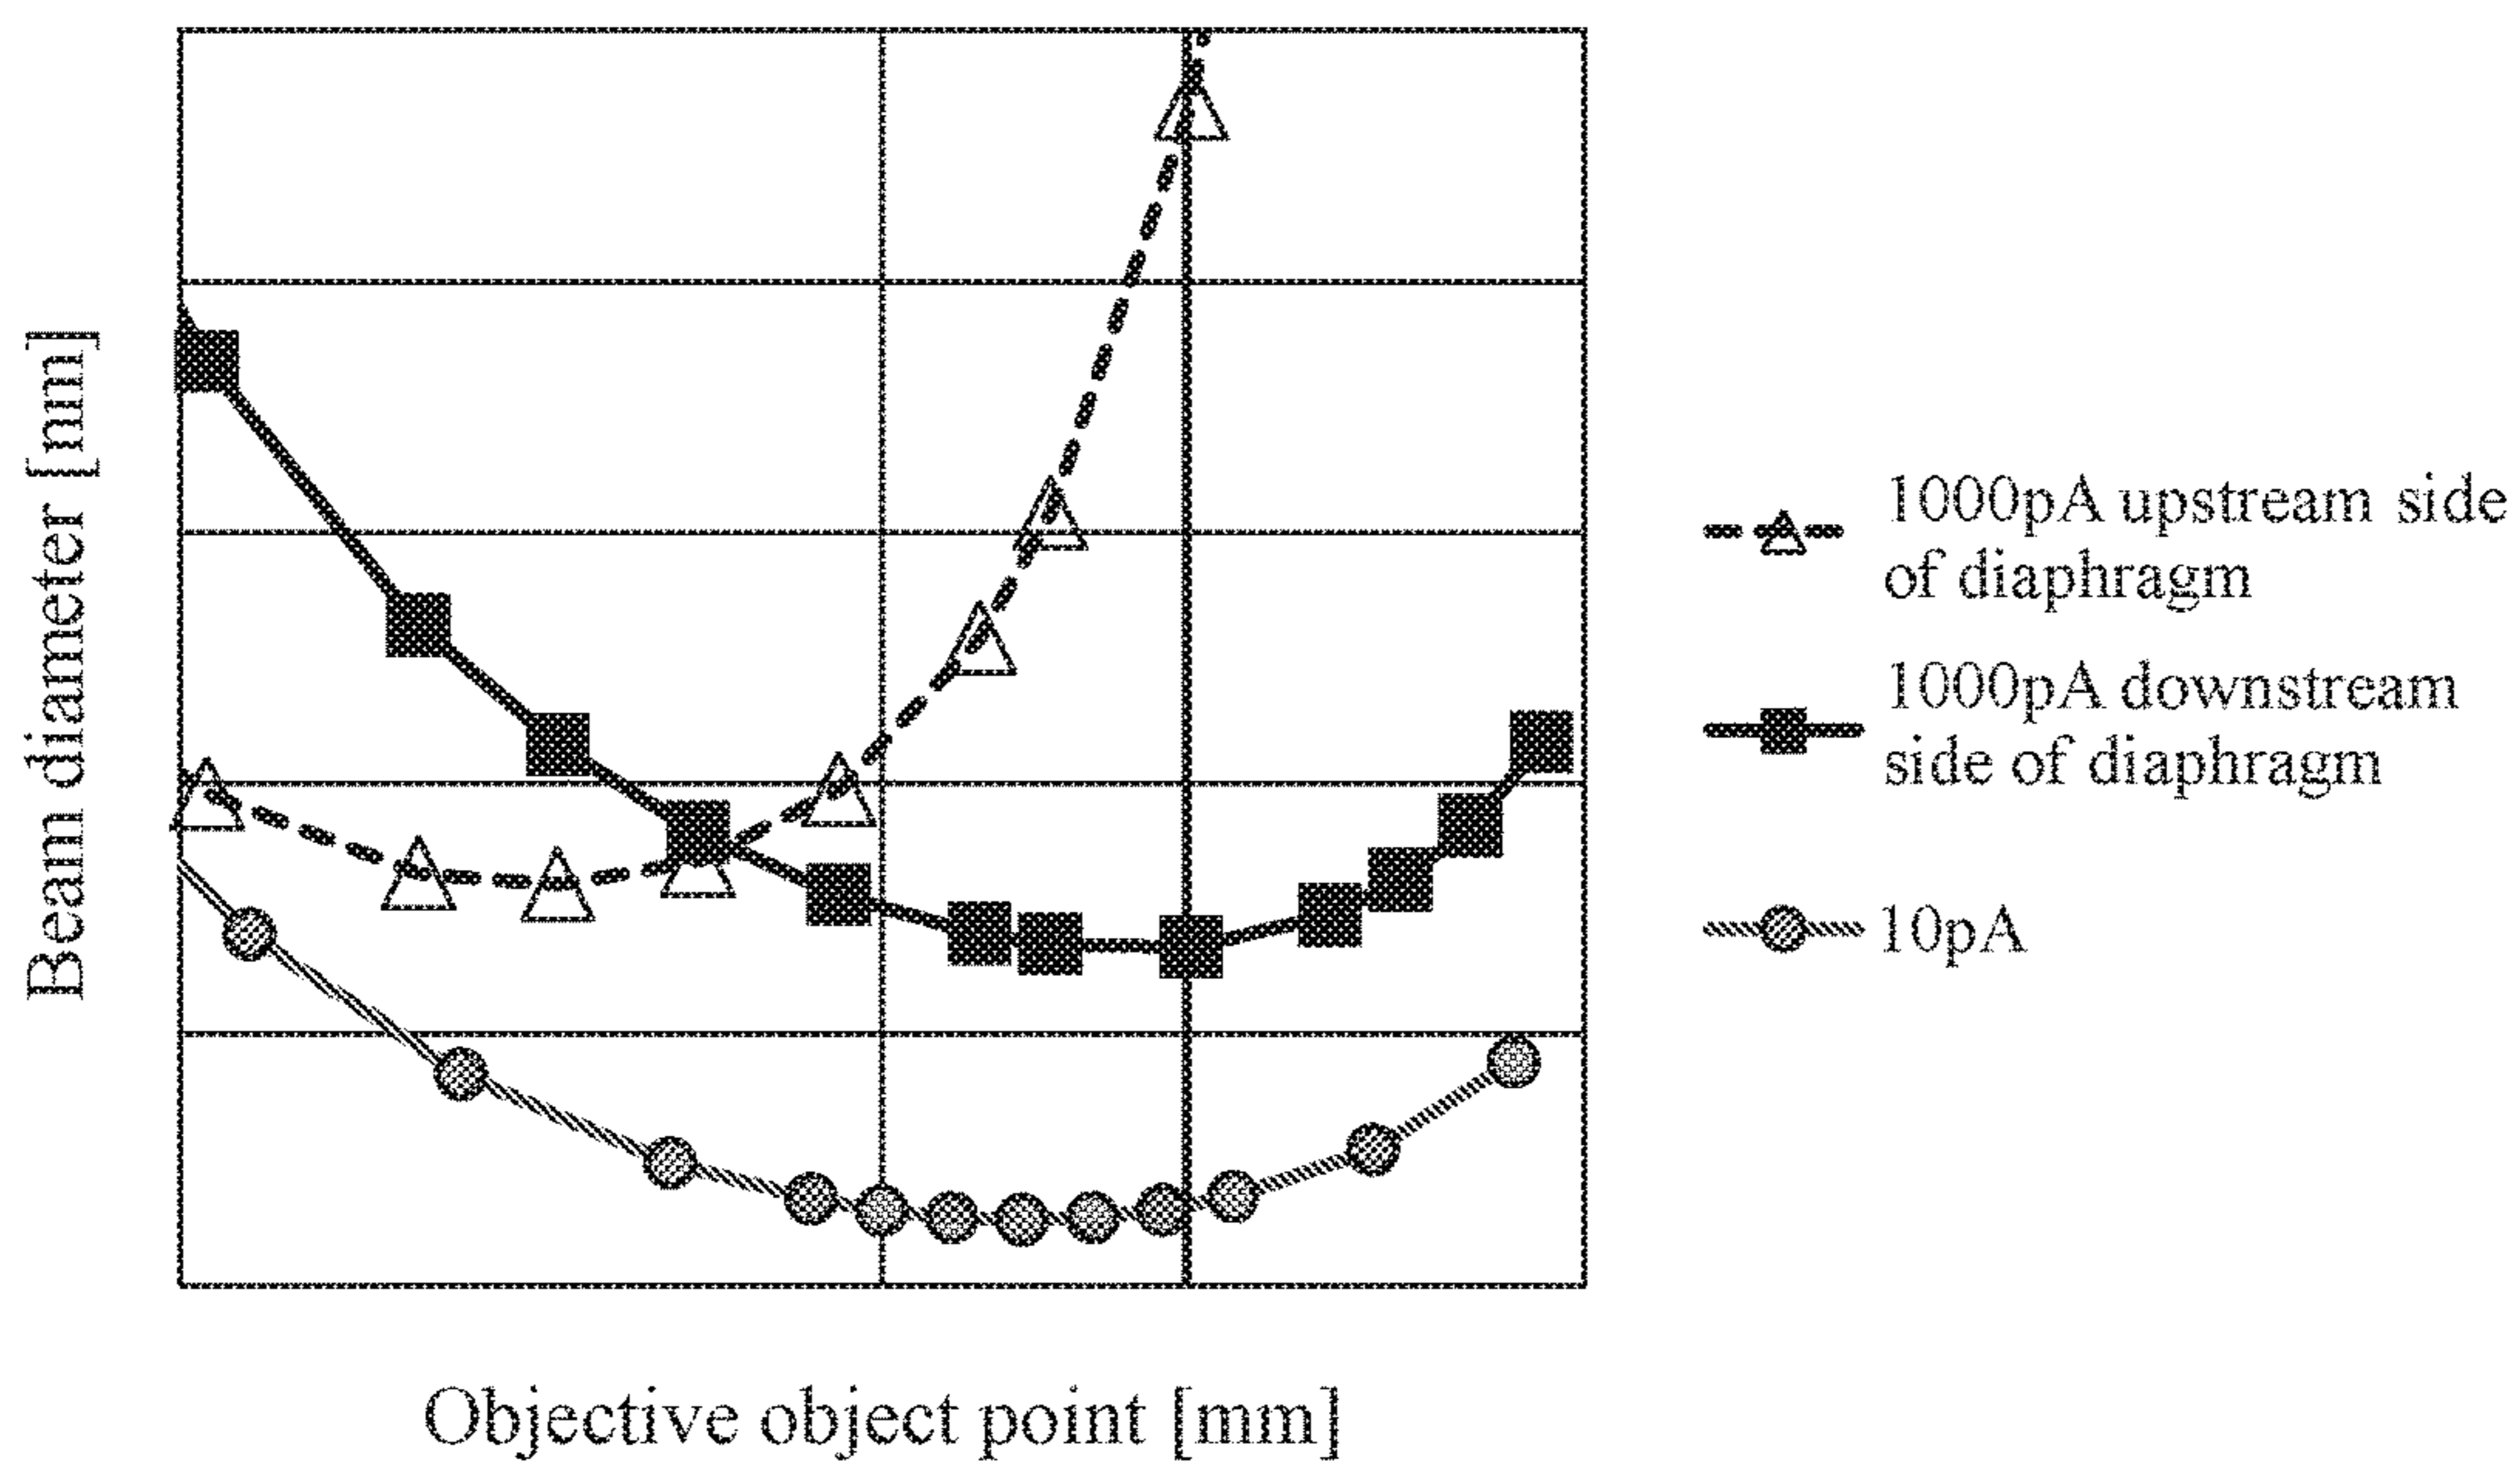 Beam diameter [nm]
Objective object point [mm]
1000pA upstream side
of diaphragm
1000pA downstream
side of diaphragm
10pA